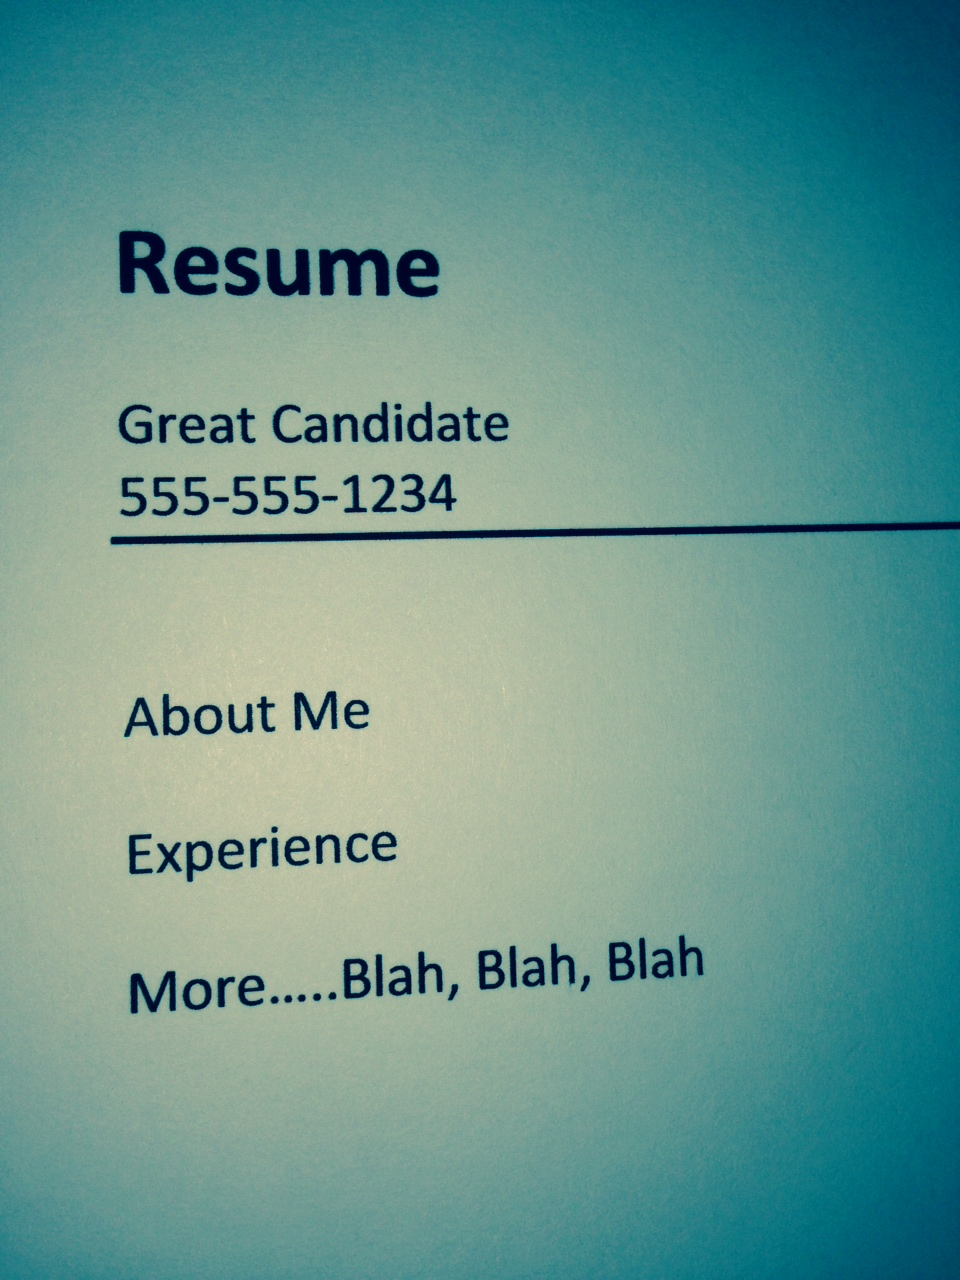 Resume
Great Candidate
555-555-1234
About Me
Experience
More.....Blah, Blah, Blah